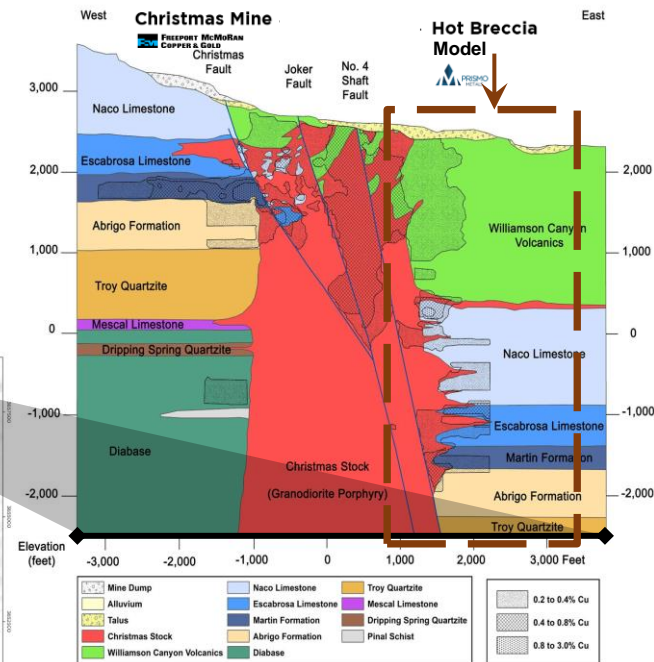 West
Christmas Mine
East
FREEPORT McMoRAN
COPPER & GOLD
Hot Breccia
Model
PRISMO
METALS
Christmas
Fault
Joker
Fault
No. 4
Shaft
Fault
3,000
2,000
1,000
0
-1,000
-2,000
2,000
1,000
0
-1,000
-2,000
Naco Limestone
Escabrosa Limestone
Abrigo Formation
Troy Quartzite
Mescal Limestone
Dripping Spring Quartzite
Diabase
Christmas Stock
(Granodiorite Porphyry)
Williamson Canyon
Volcanics
Naco Limestone
Escabrosa Limestone
Martin Formation
Abrigo Formation
Troy Quartzite
Elevation
(feet)
-3,000
-2,000
-1,000
0
1,000
2,000
3,000 Feet
Mine Dump
Alluvium
Talus
Christmas Stock
Williamson Canyon Volcanics
Naco Limestone
Escabrosa Limestone
Martin Formation
Abrigo Formation
Diabase
Troy Quartzite
Mescal Limestone
Dripping Spring Quartzite
Pinal Schist
0.2 to 0.4% Cu
0.4 to 0.8% Cu
0.8 to 3.0% Cu